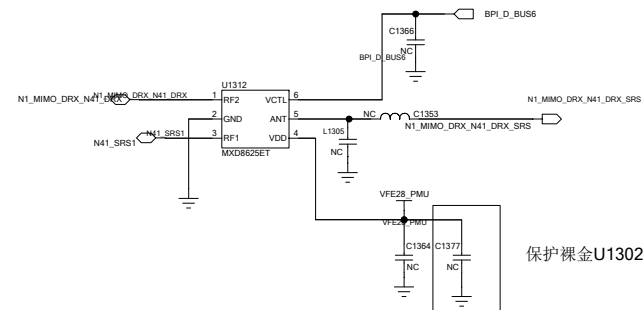 BPI_D_BUS6
C1366
NC
BPI_D_BUS6
U1312
N1_MIMO_DRX_N41_DRX
N1_MIMO_DRX_N41_DRX
1
RF2
VCTL
6
2
GND
ANT
5
NC
C1353
N1_MIMO_DRX_N41_DRX_SRS
N1_MIMO_DRX_N41_DRX_SRS
N41_SRS1
N41_SRS1
3
RF1
VDD
4
L1305
NC
MXD8625ET
VFE28_PMU
VFE28_PMU
C1364
C1377
NC
NC
保护裸金U1302